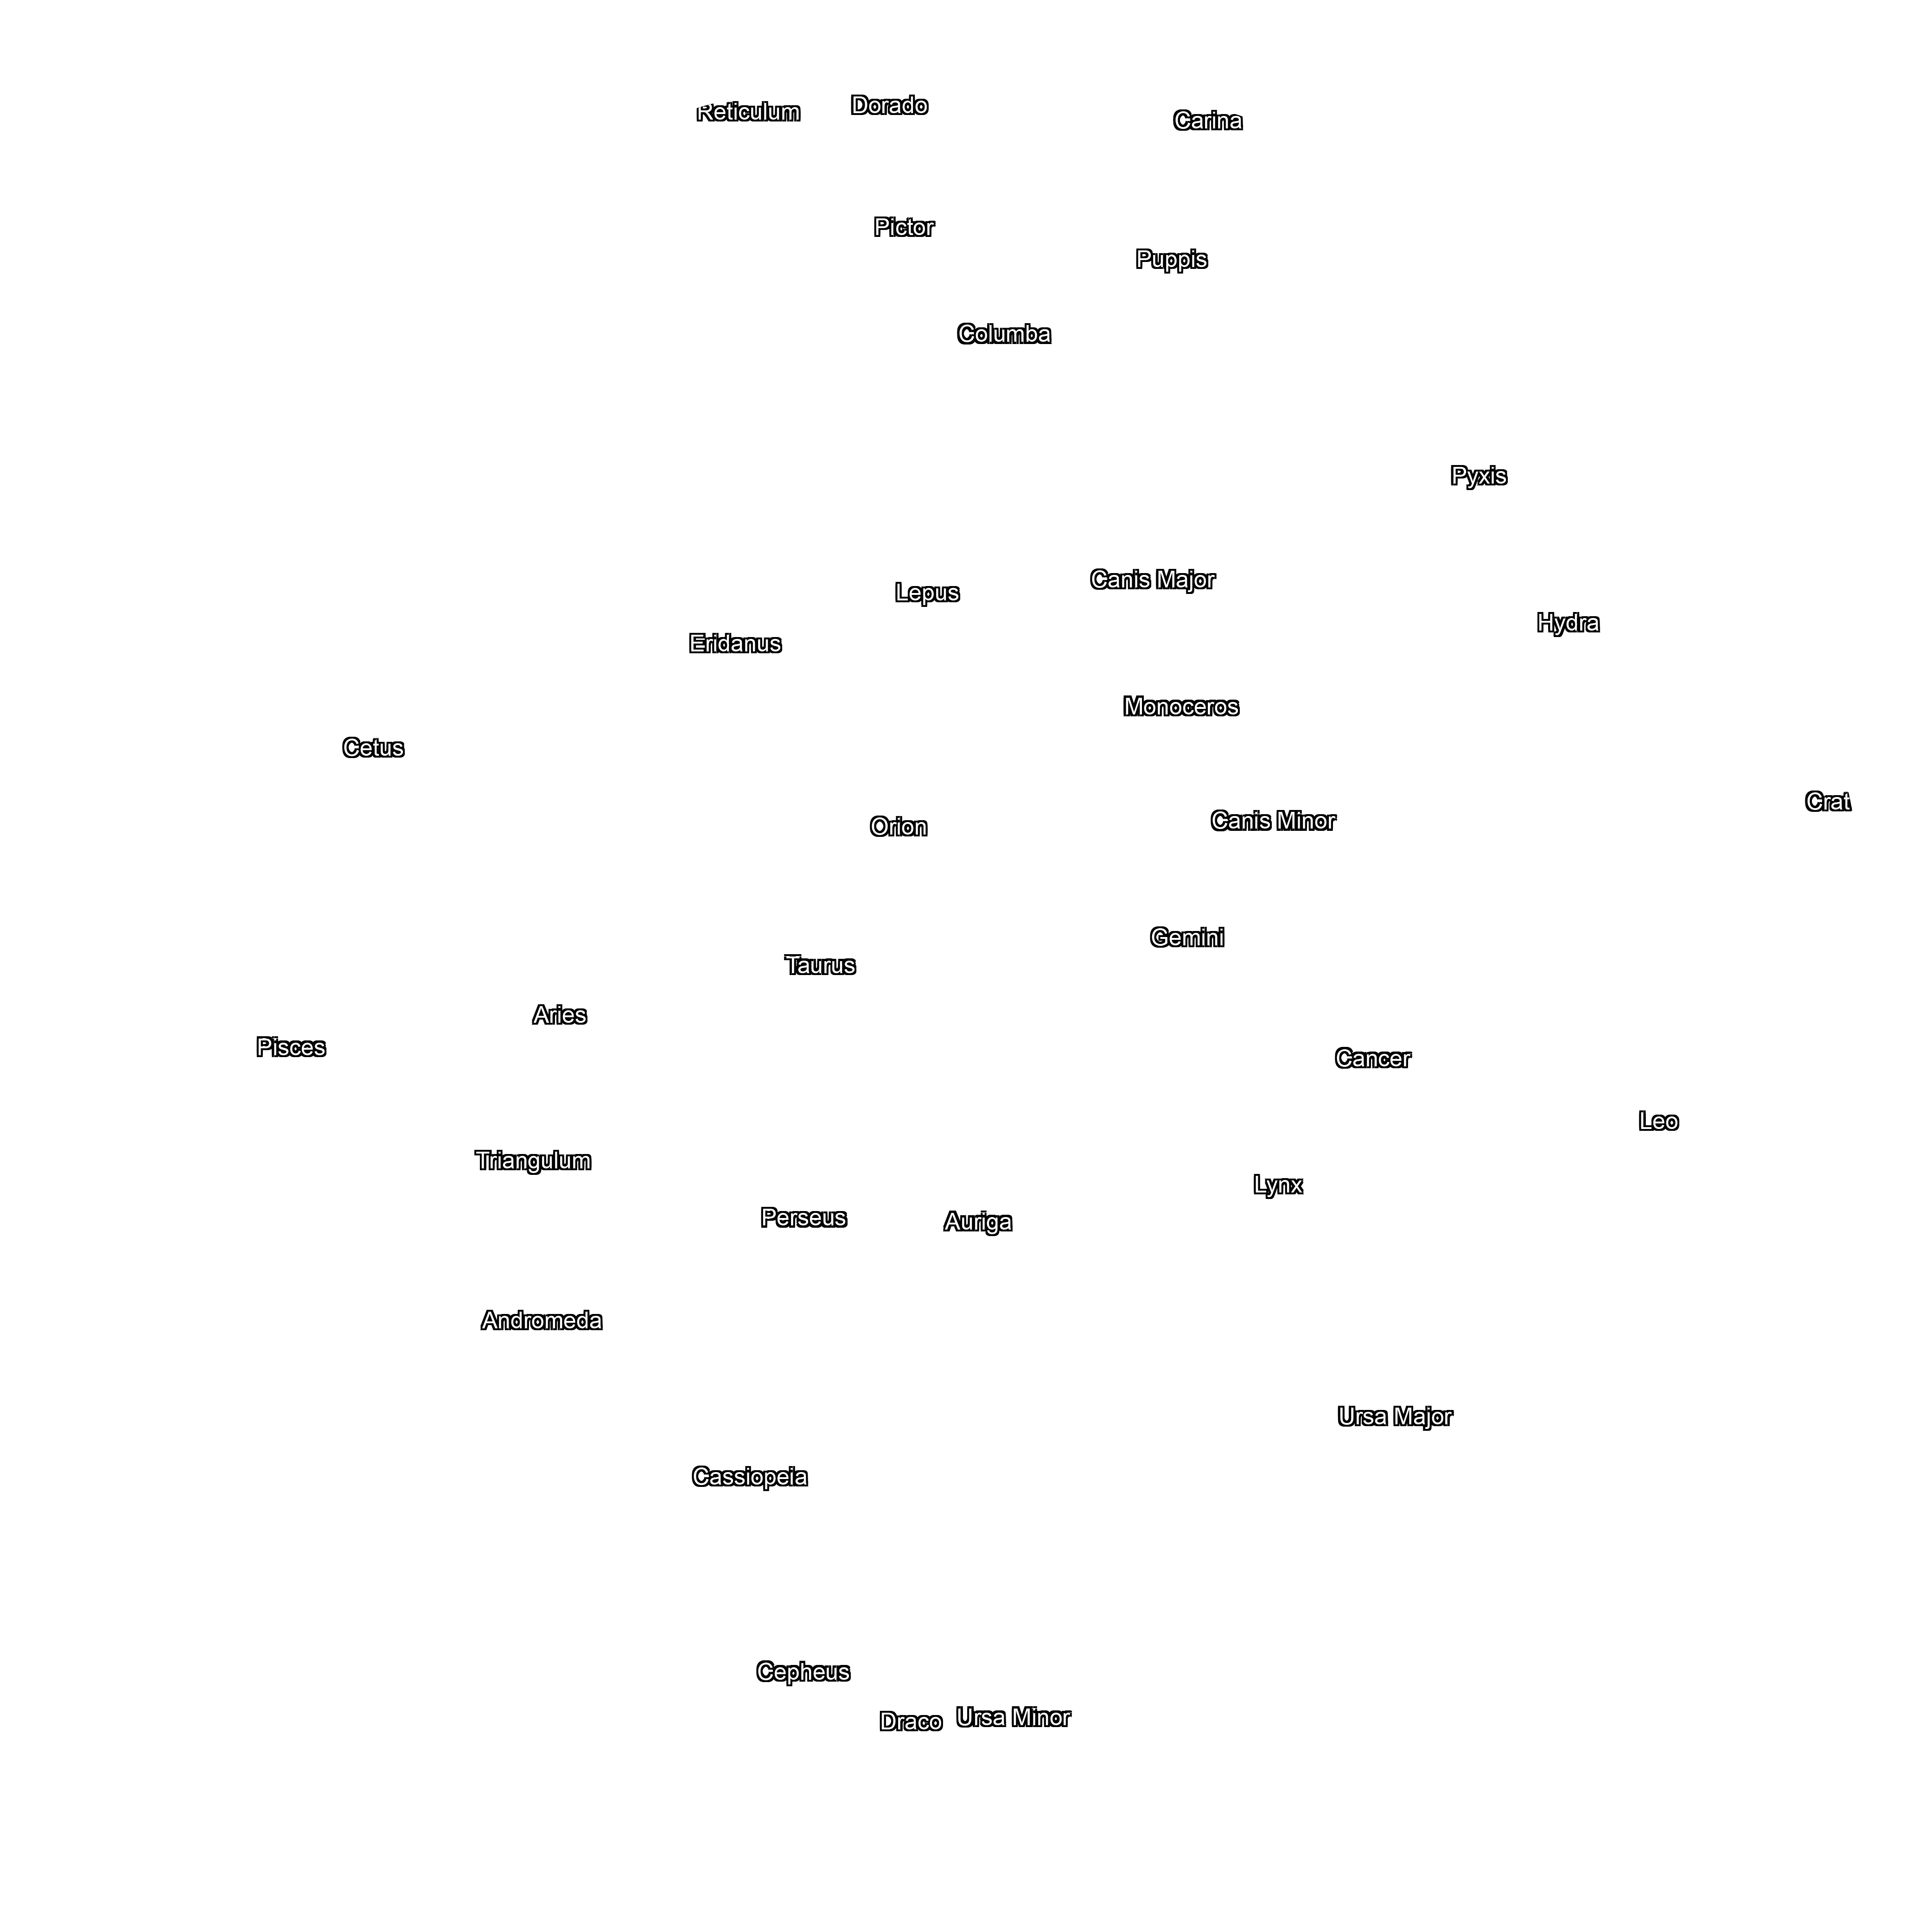 Reticulum
Dorado
Carina
Pictor
Puppis
Columba
Pyxis
Canis Major
Lepus
Hydra
Eridanus
Monoceros
Cetus
Crat
Orion
Canis Minor
Gemini
Taurus
Aries
Pisces
Cancer
Leo
Triangulum
Lynx
Perseus
Auriga
Andromeda
Ursa Major
Cassiopeia
Cepheus
Draco
Ursa Minor